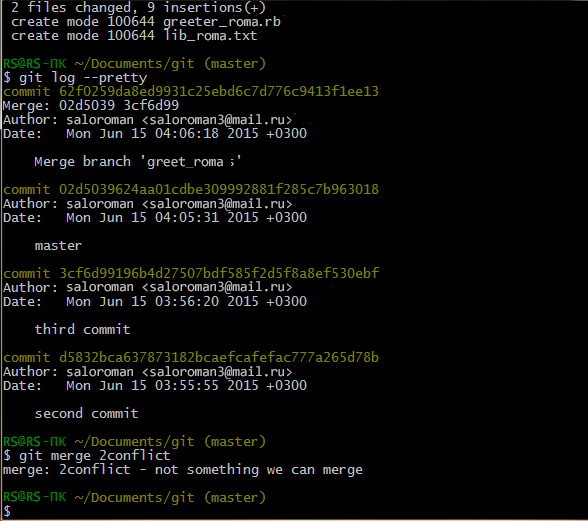 2 files changed, 9 insertions(+)
create mode 100644 greeter_roma.rb
create mode 100644 lib_roma.txt
RS@RS-ПК ~/Documents/git (master)
$ git log --pretty
commit 62f0259da8ed9931c25ebd6c7d776c9413f1ee13
Merge: 02d5039 3cf6d99
Author: saloroman <saloroman3@mail.ru>
Date:   Mon Jun 15 04:06:18 2015 +0300
Merge branch 'greet_roma s'
commit 02d5039624aa01cdbe309992881f285c7b963018
Author: saloroman <saloroman3@mail.ru>
Date:   Mon Jun 15 04:05:31 2015 +0300
master
commit 3cf6d99196b4d27507bdf585f2d5f8a8ef530ebf
Author: saloroman <saloroman3@mail.ru>
Date:   Mon Jun 15 03:56:20 2015 +0300
third commit
commit d5832bca637873182bcaefcafefac777a265d78b
Author: saloroman <saloroman3@mail.ru>
Date:   Mon Jun 15 03:55:55 2015 +0300
second commit
RS@RS-ПК ~/Documents/git (master)
$ git merge 2conflict
merge: 2conflict - not something we can merge
RS@RS-ПК ~/Documents/git (master)
$